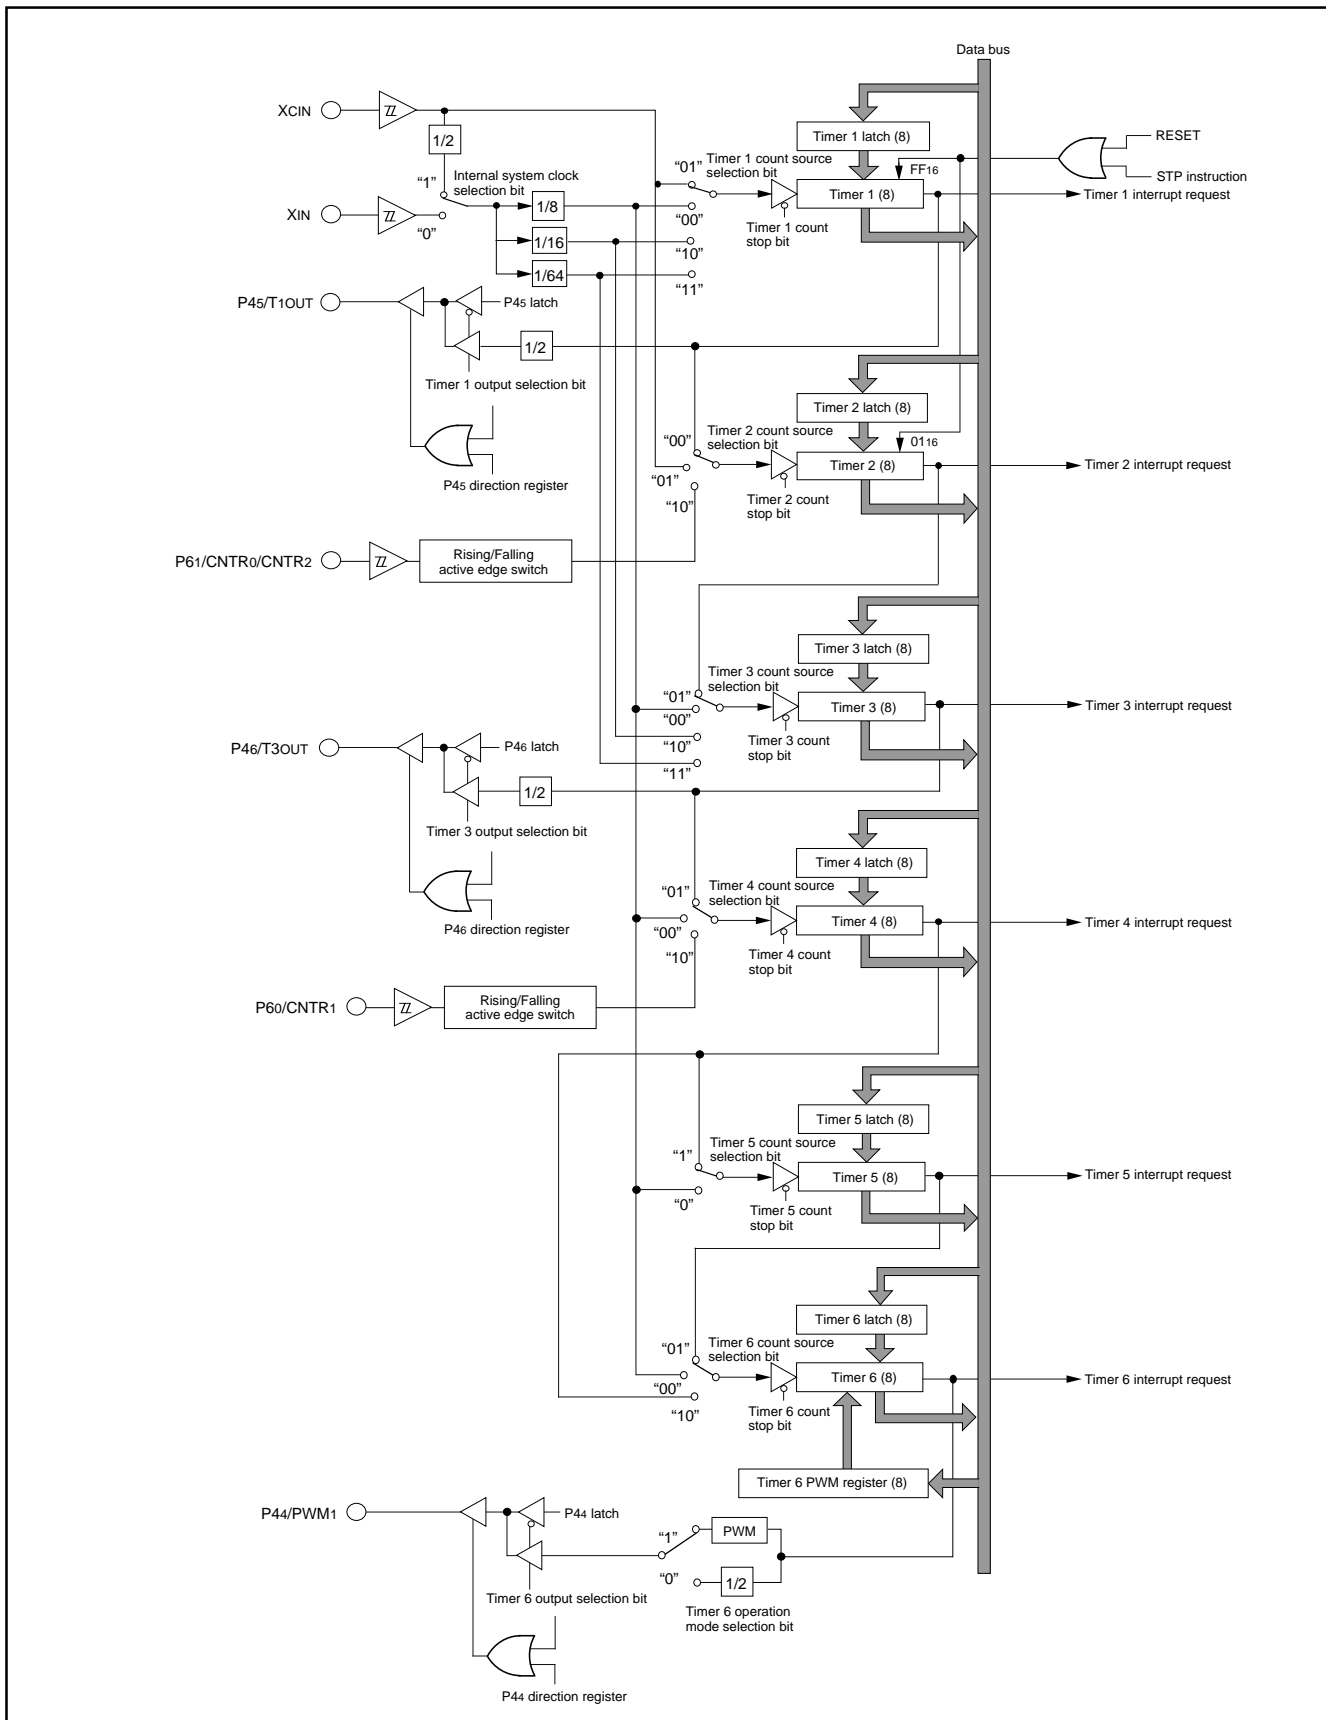 Data bus
XCIN
1/2
Timer 1 latch (8)
RESET
STP instruction
“01”
Timer 1 count source
selection bit
FF16
“1”
Internal system clock
selection bit
Timer 1 (8)
Timer 1 interrupt request
XIN
“0”
1/8
“00”
Timer 1 count
stop bit
1/16
“10”
1/64
“11”
P45/T1OUT
P45 latch
1/2
Timer 1 output selection bit
Timer 2 latch (8)
“00”
Timer 2 count source
selection bit
0116
Timer 2 (8)
Timer 2 interrupt request
“01”
P45 direction register
“10”
Timer 2 count
stop bit
P61/CNTR0/CNTR2
Rising/Falling
active edge switch
Timer 3 latch (8)
Timer 3 count source
selection bit
“01”
“00”
Timer 3 (8)
Timer 3 interrupt request
P46/T3OUT
P46 latch
“10”
Timer 3 count
stop bit
“11”
1/2
Timer 3 output selection bit
Timer 4 latch (8)
“01”
Timer 4 count source
selection bit
Timer 4 (8)
Timer 4 interrupt request
“00”
P46 direction register
“10”
Timer 4 count
stop bit
P60/CNTR1
Rising/Falling
active edge switch
Timer 5 latch (8)
“1”
Timer 5 count source
selection bit
Timer 5 (8)
Timer 5 interrupt request
“0”
Timer 5 count
stop bit
Timer 6 latch (8)
“01”
Timer 6 count source
selection bit
Timer 6 (8)
Timer 6 interrupt request
“00”
“10”
Timer 6 count
stop bit
Timer 6 PWM register (8)
P44/PWM1
P44 latch
“1”
PWM
“0”
1/2
Timer 6 output selection bit
Timer 6 operation
mode selection bit
P44 direction register